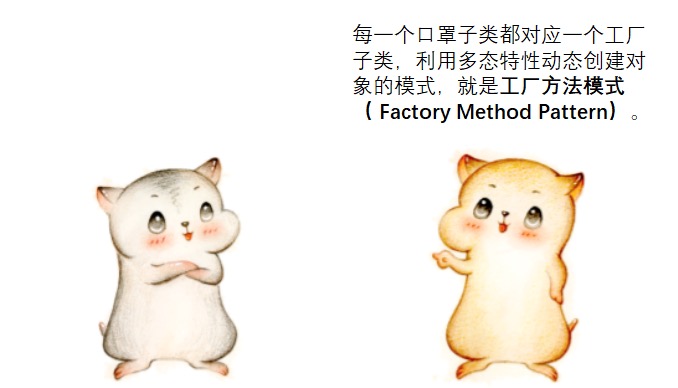 每一个口罩子类都对应一个工厂
子类，利用多态特性动态创建对
象的模式，就是工厂方法模式
（ Factory Method Pattern）。